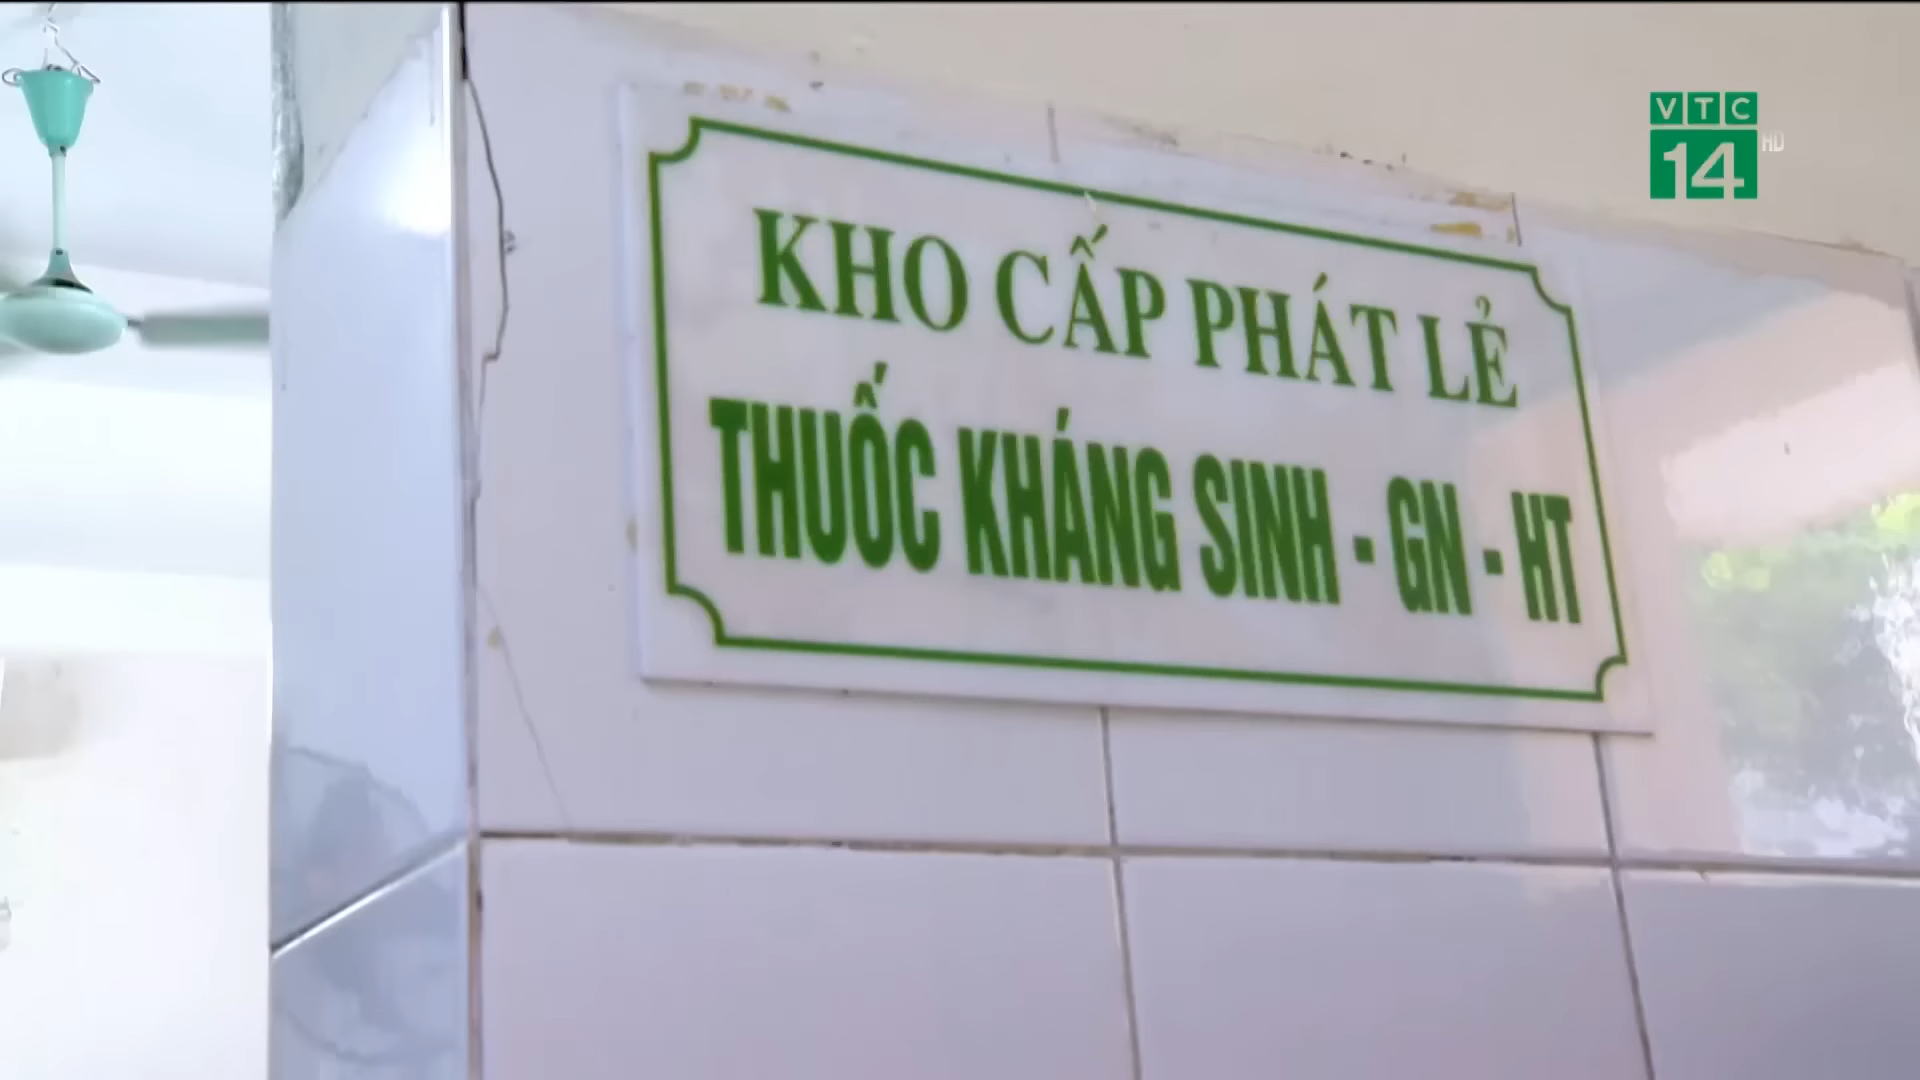 VTC
14 HD
KHO CẤP PHÁT LẺ
THUỐC KHÁNG SINH - GN - HT